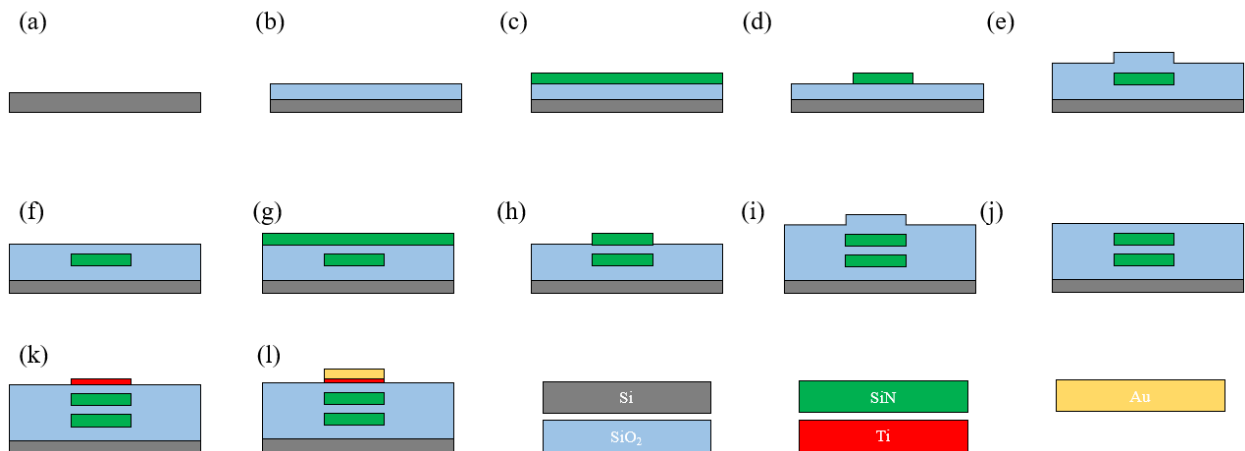 (a)
(b)
(c)
(d)
(e)
(f)
(g)
(h)
(i)
(j)
(k)
(l)
Si
SiN
Au
SiO₂
Ti